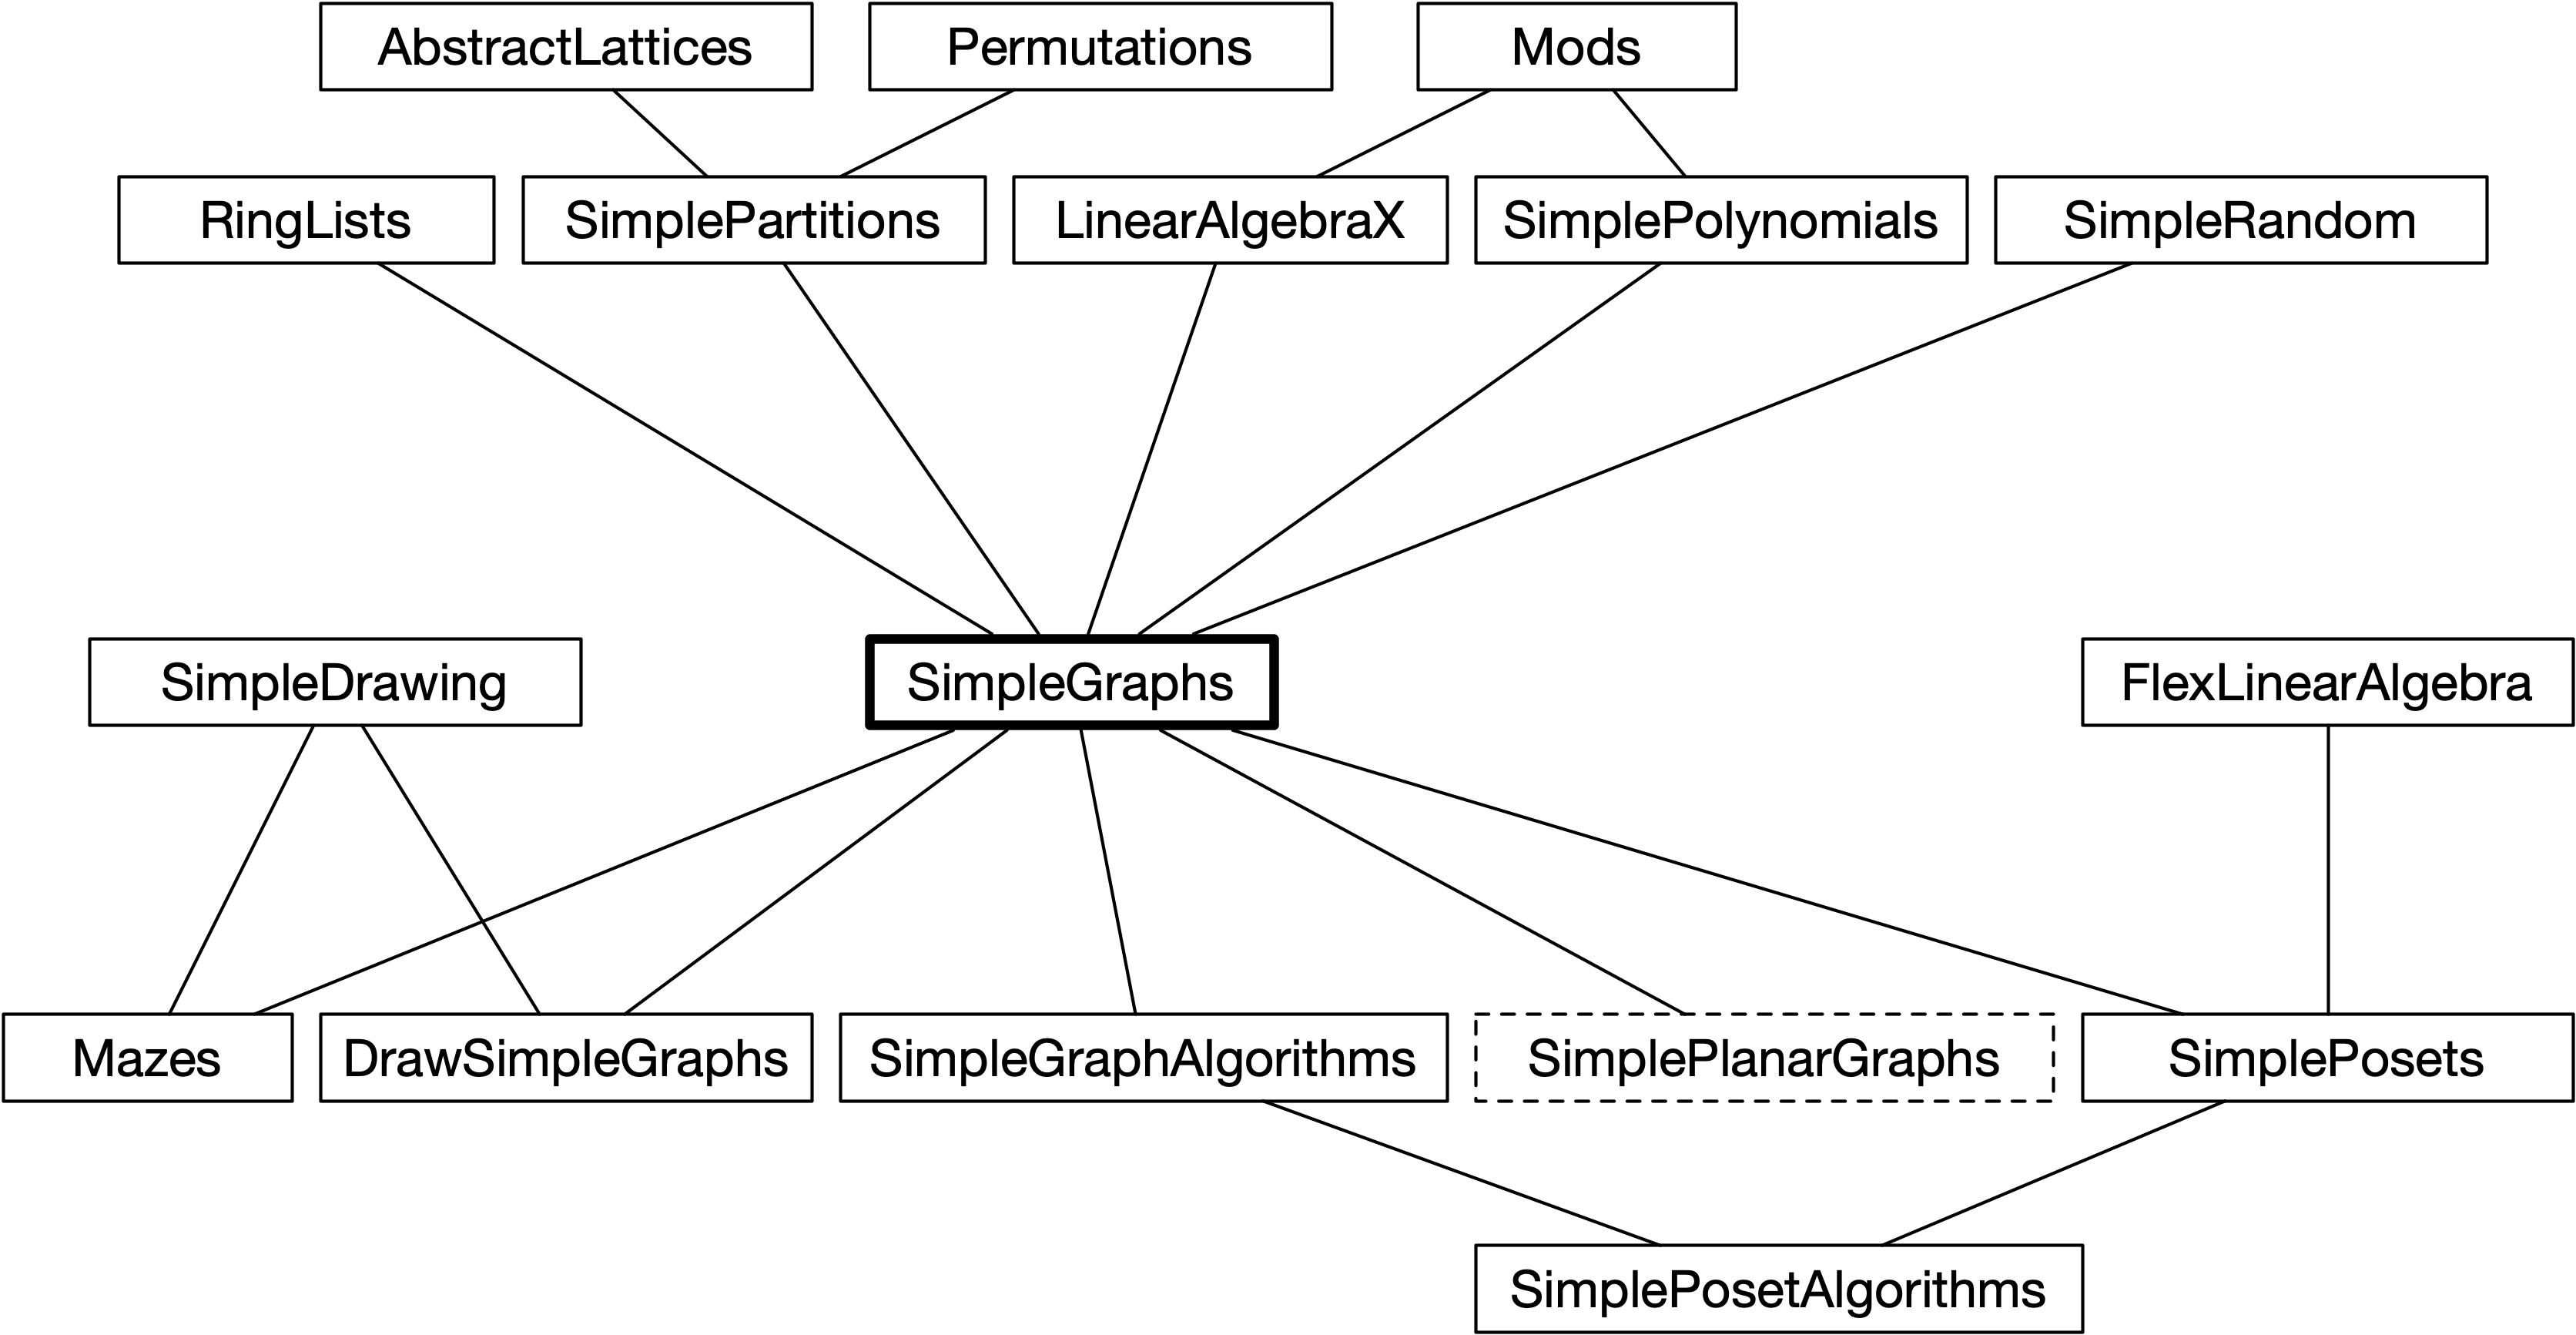 AbstractLattices
Permutations
Mods
RingLists
SimplePartitions
LinearAlgebraX
SimplePolynomials
SimpleRandom
SimpleDrawing
SimpleGraphs
FlexLinearAlgebra
Mazes
DrawSimpleGraphs
SimpleGraphAlgorithms
SimplePlanarGraphs
SimplePosets
SimplePosetAlgorithms